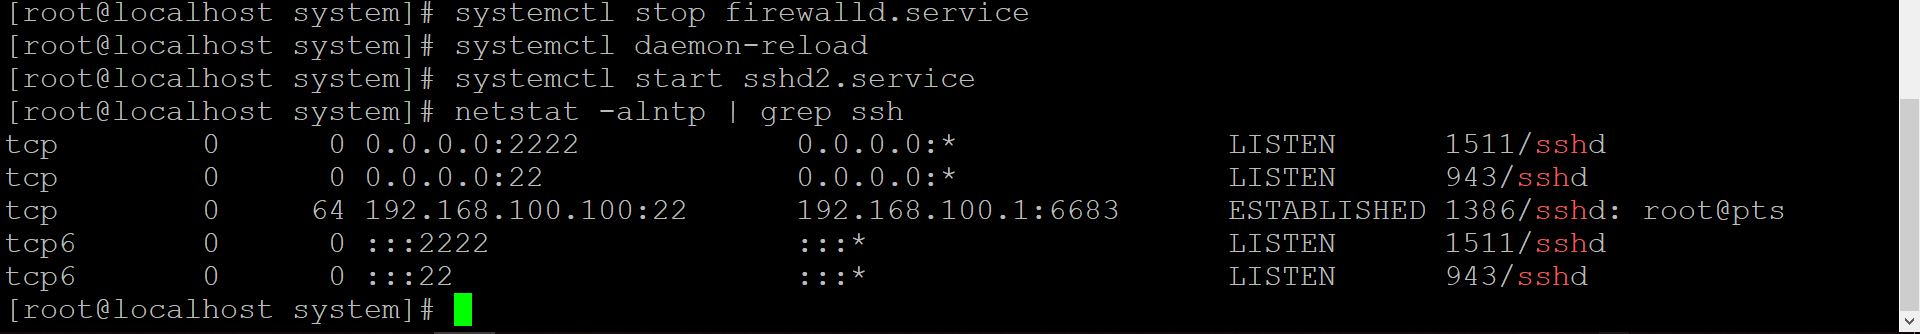 [root@localhost system]# systemctl stop firewalld.service
[root@localhost system]# systemctl daemon-reload
[root@localhost system]# systemctl start sshd2.service
[root@localhost system]# netstat -alntp | grep ssh
tcp        0      0 0.0.0.0:2222            0.0.0.0:*               LISTEN      1511/sshd
tcp        0      0 0.0.0.0:22              0.0.0.0:*               LISTEN      943/sshd
tcp        0     64 192.168.100.100:22      192.168.100.1:6683      ESTABLISHED 1386/sshd: root@pts
tcp6       0      0 :::2222                 :::*                    LISTEN      1511/sshd
tcp6       0      0 :::22                   :::*                    LISTEN      943/sshd
[root@localhost system]#